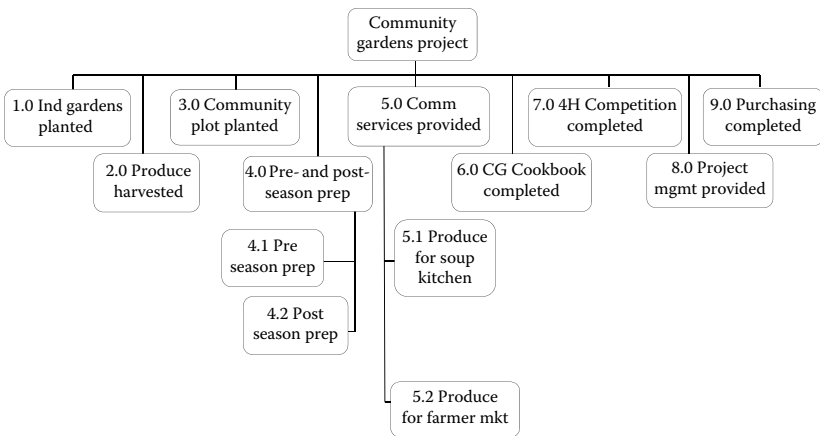 Community
gardens project
1.0 Ind gardens
planted
3.0 Community
plot planted
5.0 Comm
services provided
7.0 4H Competition
completed
9.0 Purchasing
completed
2.0 Produce
harvested
4.0 Pre- and post-
season prep
6.0 CG Cookbook
completed
8.0 Project
mgmt provided
4.1 Pre
season prep
5.1 Produce
for soup
kitchen
4.2 Post
season prep
5.2 Produce
for farmer mkt